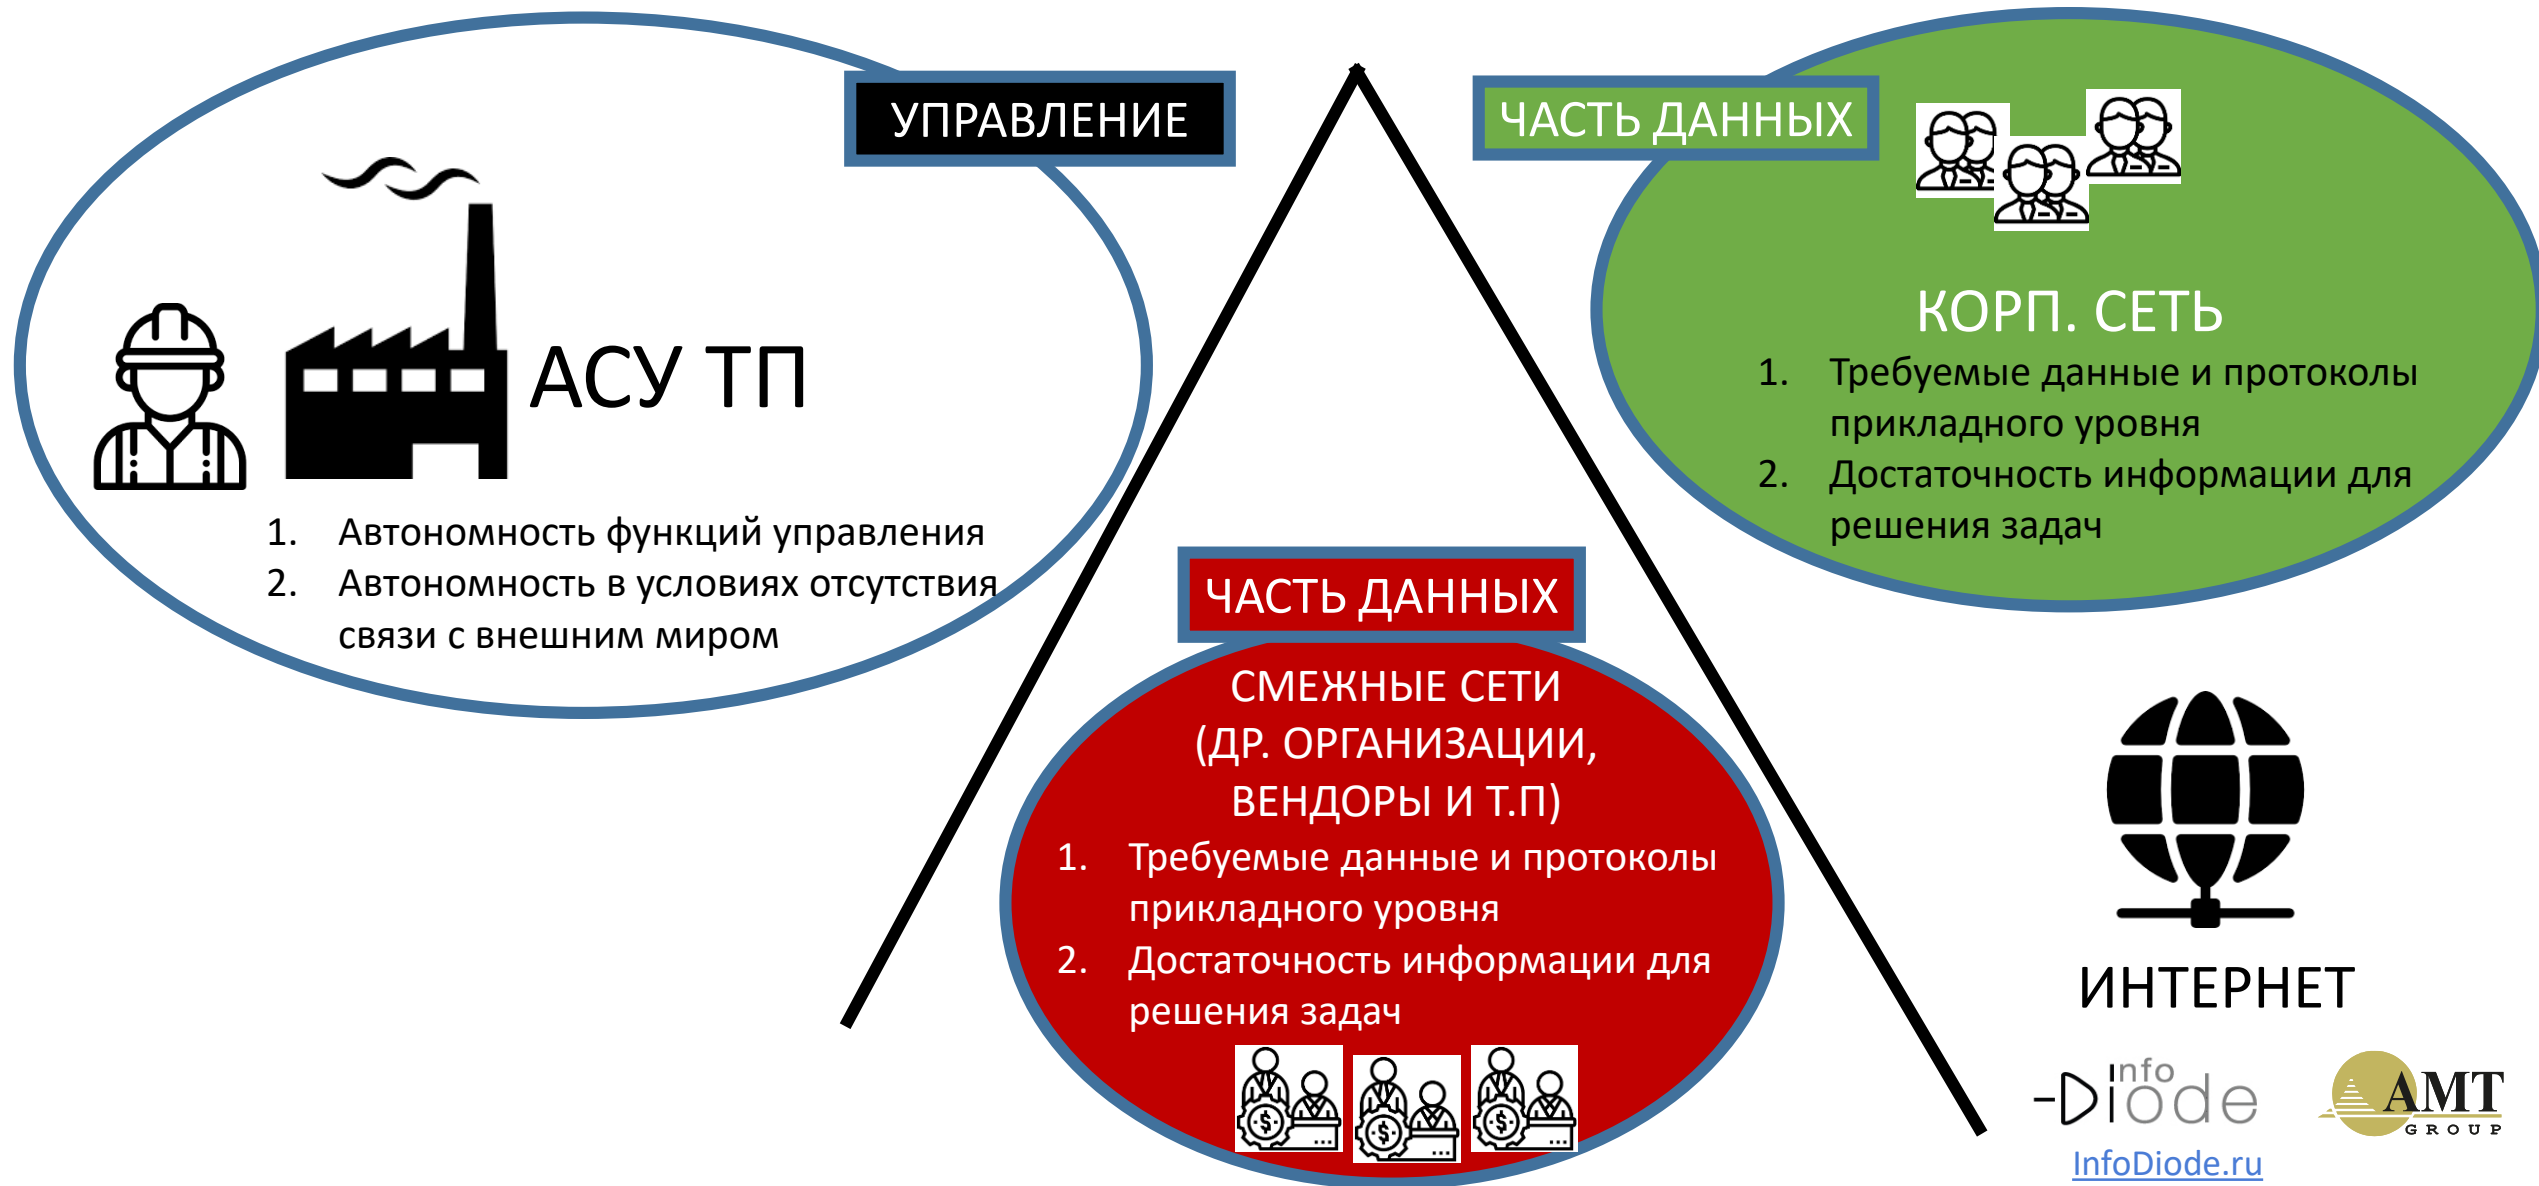 УПРАВЛЕНИЕ
АСУ ТП
1. Автономность функций управления
2. Автономность в условиях отсутствия
связи с внешним миром
ЧАСТЬ ДАННЫХ
КОРП. СЕТЬ
1. Требуемые данные и протоколы
прикладного уровня
2. Достаточность информации для
решения задач
ЧАСТЬ ДАННЫХ
СМЕЖНЫЕ СЕТИ
(ДР. ОРГАНИЗАЦИИ,
ВЕНДОРЫ И Т.П)
1. Требуемые данные и протоколы
прикладного уровня
2. Достаточность информации для
решения задач
ИНТЕРНЕТ
info
Diode
AMT
GROUP
InfoDiode.ru